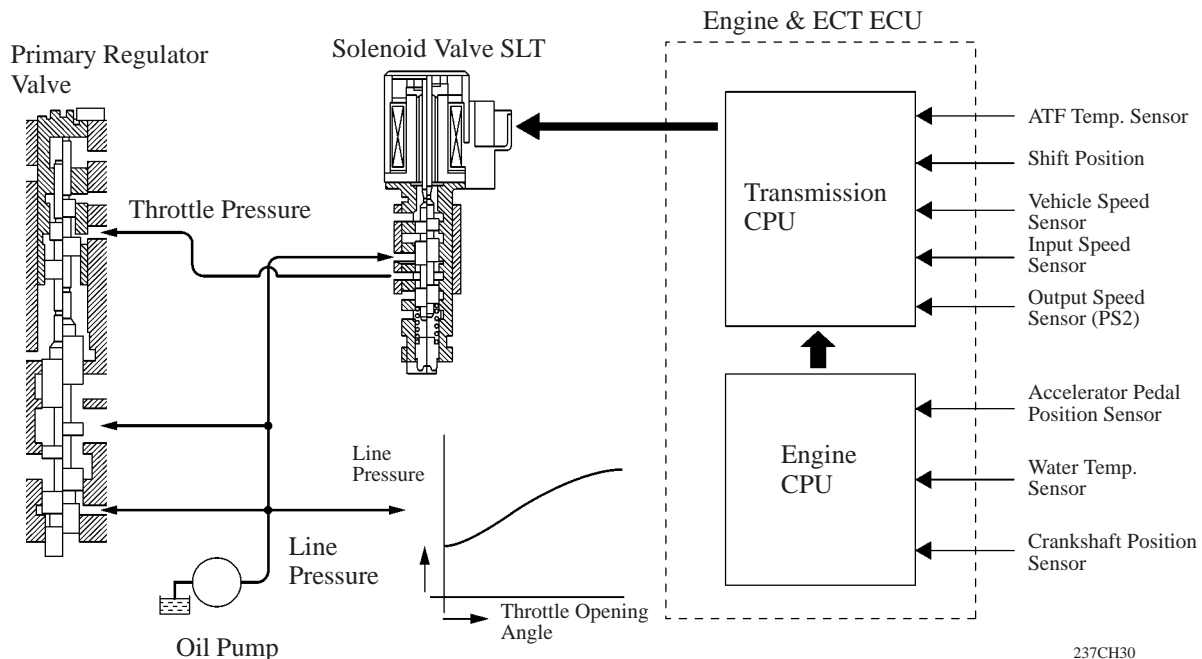 Engine & ECT ECU
Primary Regulator
Valve
Solenoid Valve SLT
ATF Temp. Sensor
Shift Position
Transmission
CPU
Vehicle Speed
Sensor
Throttle Pressure
Input Speed
Sensor
Output Speed
Sensor (PS2)
Accelerator Pedal
Position Sensor
Line
Pressure
Engine
CPU
Water Temp.
Sensor
Line
Pressure
Crankshaft Position
Sensor
Throttle Opening
Angle
Oil Pump
237CH30